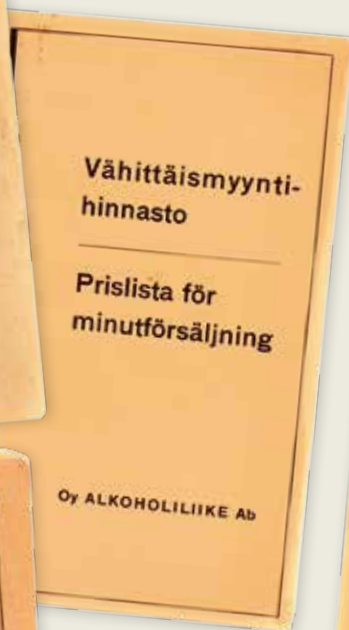 Vähittäismyynti-
hinnasto
Prislista för
minutförsäljning
Oy ALKOHOLILIIKE Ab